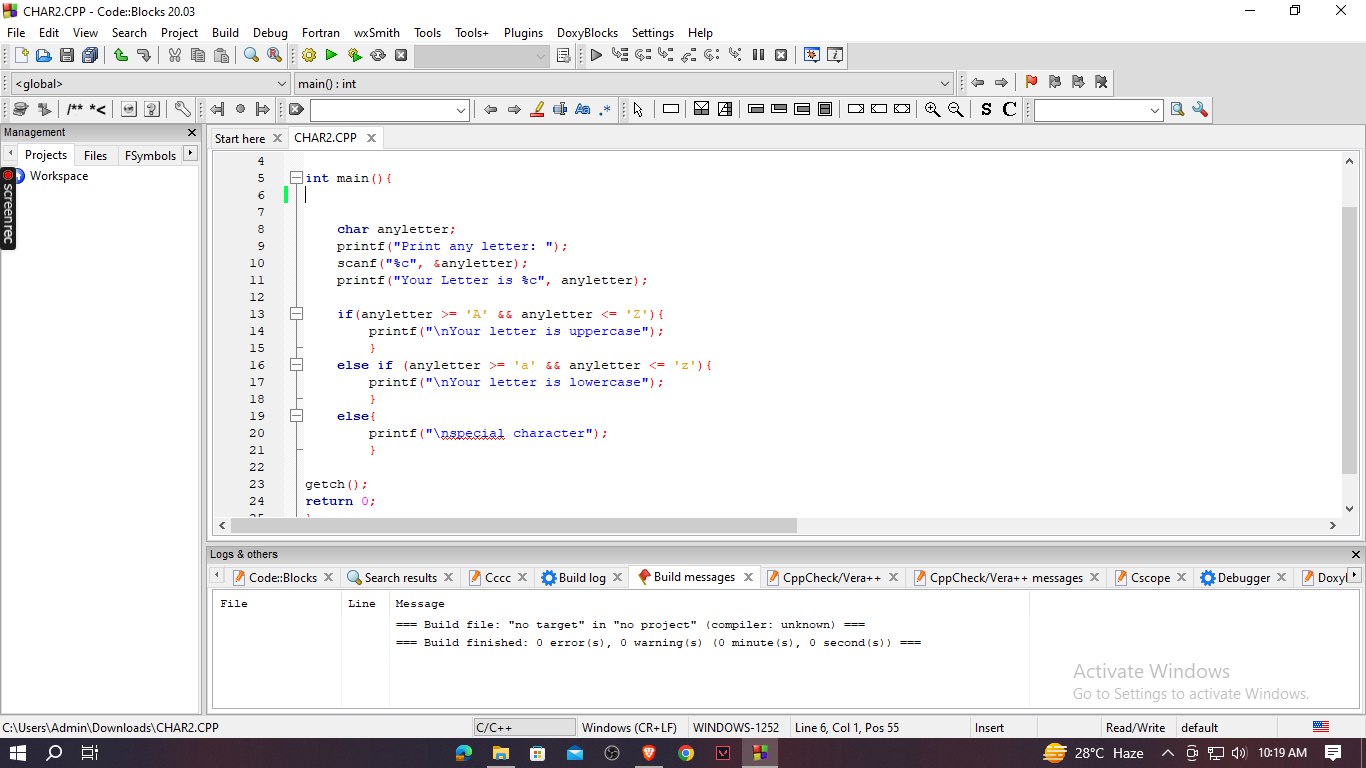 CHAR2.CPP - Code::Blocks 20.03
File Edit View Search Project Build Debug Fortran wxSmith Tools Tools+ Plugins DoxyBlocks Settings Help
<global> main() : int
/** *< Aa .* S C
Management
Projects Files FSymbols
Workspace
screenrec
Start here CHAR2.CPP
4
5 int main(){
6
7
8 char anyletter;
9 printf("Print any letter: ");
10 scanf("%c", &anyletter);
11 printf("Your Letter is %c", anyletter);
12
13 if(anyletter >= 'A' && anyletter <= 'Z'){
14 printf("\nYour letter is uppercase");
15 }
16 else if (anyletter >= 'a' && anyletter <= 'z'){
17 printf("\nYour letter is lowercase");
18 }
19 else{
20 printf("\nspecial character");
21 }
22
23 getch();
24 return 0;
25 }
Logs & others
Code::Blocks Search results Cccc Build log Build messages CppCheck/Vera++ CppCheck/Vera++ messages Cscope Debugger Doxyl
File Line Message
=== Build file: "no target" in "no project" (compiler: unknown) ===
=== Build finished: 0 error(s), 0 warning(s) (0 minute(s), 0 second(s)) ===
Activate Windows
Go to Settings to activate Windows.
C:\Users\Admin\Downloads\CHAR2.CPP C/C++ Windows (CR+LF) WINDOWS-1252 Line 6, Col 1, Pos 55 Insert Read/Write default
28°C Haze 10:19 AM